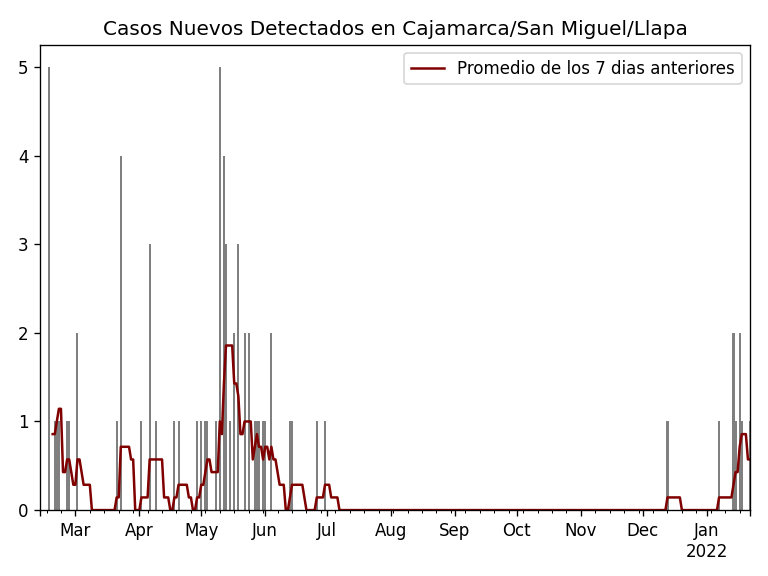 Casos Nuevos Detectados en Cajamarca/San Miguel/Llapa
Promedio de los 7 dias anteriores
5
4
3
2
1
0
Mar Apr May Jun Jul Aug Sep Oct Nov Dec Jan
2022